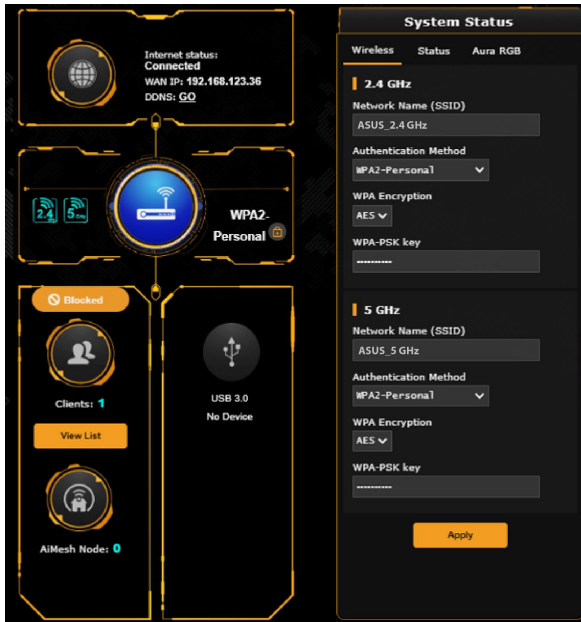 Internet status:
Connected
WAN IP: 192.168.123.36
DDNS: GO
2.4
5 GHz
WPA2-
Personal
Blocked
Clients: 1
View List
AiMesh Node: 0
USB 3.0
No Device
System Status
Wireless Status Aura RGB
2.4 GHz
Network Name (SSID)
ASUS_2.4 GHz
Authentication Method
WPA2-Personal
WPA Encryption
AES
WPA-PSK key
----------
5 GHz
Network Name (SSID)
ASUS_5 GHz
Authentication Method
WPA2-Personal
WPA Encryption
AES
WPA-PSK key
----------
Apply